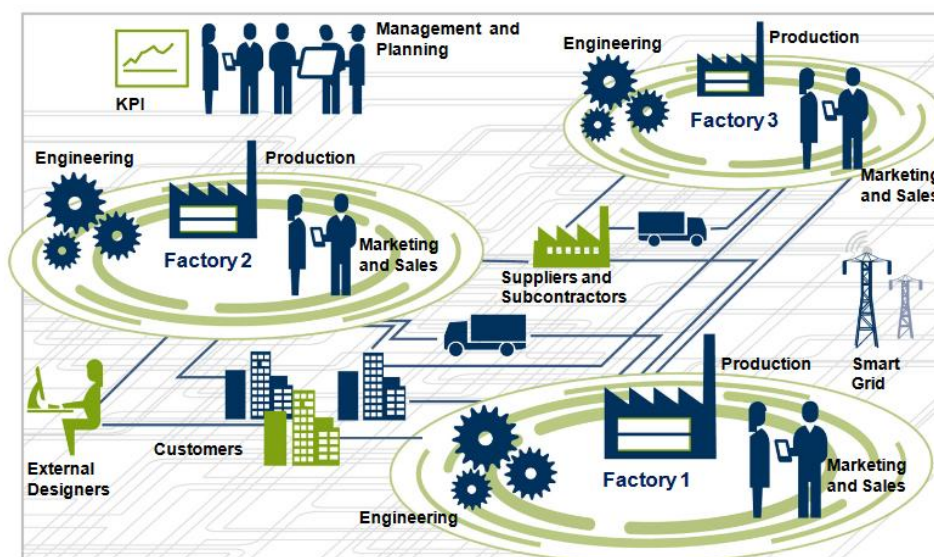 Management and
Planning
KPI
Engineering
Production
Factory 3
Marketing
and Sales
Engineering
Production
Factory 2
Marketing
and Sales
Suppliers and
Subcontractors
Smart
Grid
External
Designers
Customers
Production
Factory 1
Engineering
Marketing
and Sales